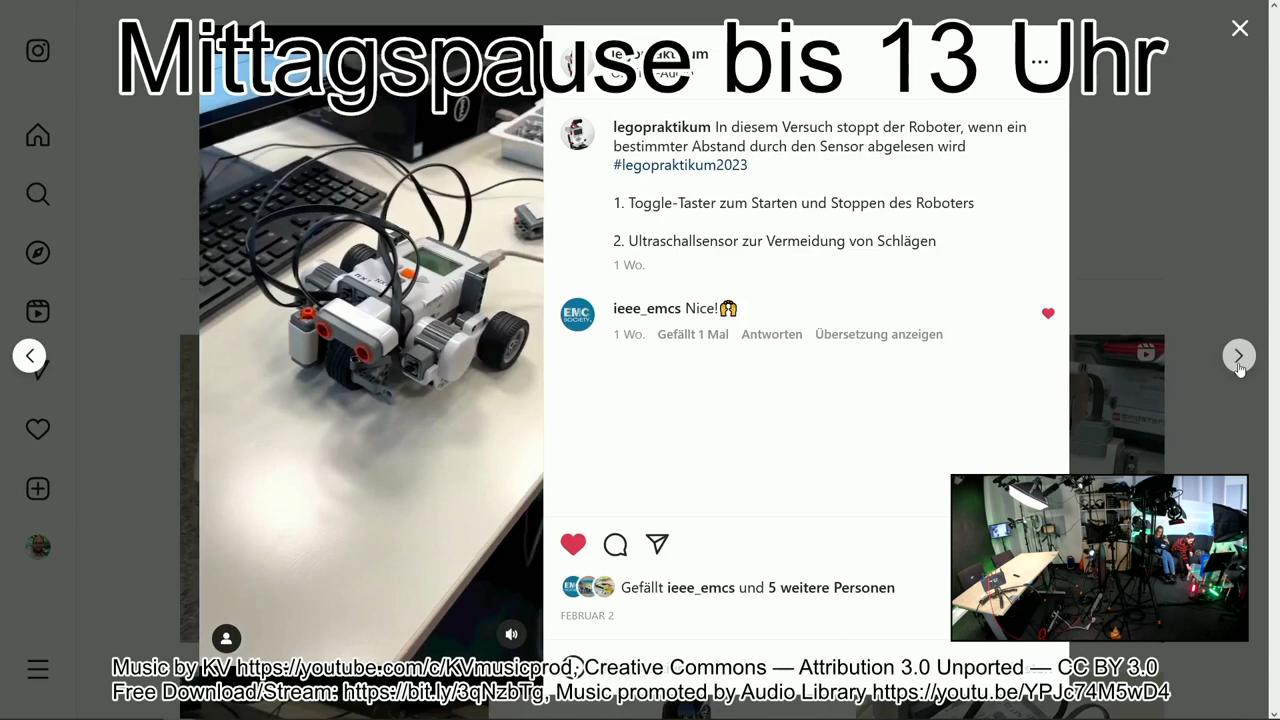 Mittagspause bis 13 Uhr
legopraktikum
legopraktikum In diesem Versuch stoppt der Roboter, wenn ein
bestimmter Abstand durch den Sensor abgelesen wird
#legopraktikum2023
1. Toggle-Taster zum Starten und Stoppen des Roboters
2. Ultraschallsensor zur Vermeidung von Schlägen
1 Wo.
EMC
SOCIETY
ieee_emcs Nice!
1 Wo. Gefällt 1 Mal Antworten Übersetzung anzeigen
Gefällt ieee_emcs und 5 weitere Personen
FEBRUAR 2
Music by KV https://youtube.com/c/KVmusicprod; Creative Commons — Attribution 3.0 Unported — CC BY 3.0
Free Download/Stream: https://bit.ly/3qNzbTg, Music promoted by Audio Library https://youtu.be/YPJc74M5wD4